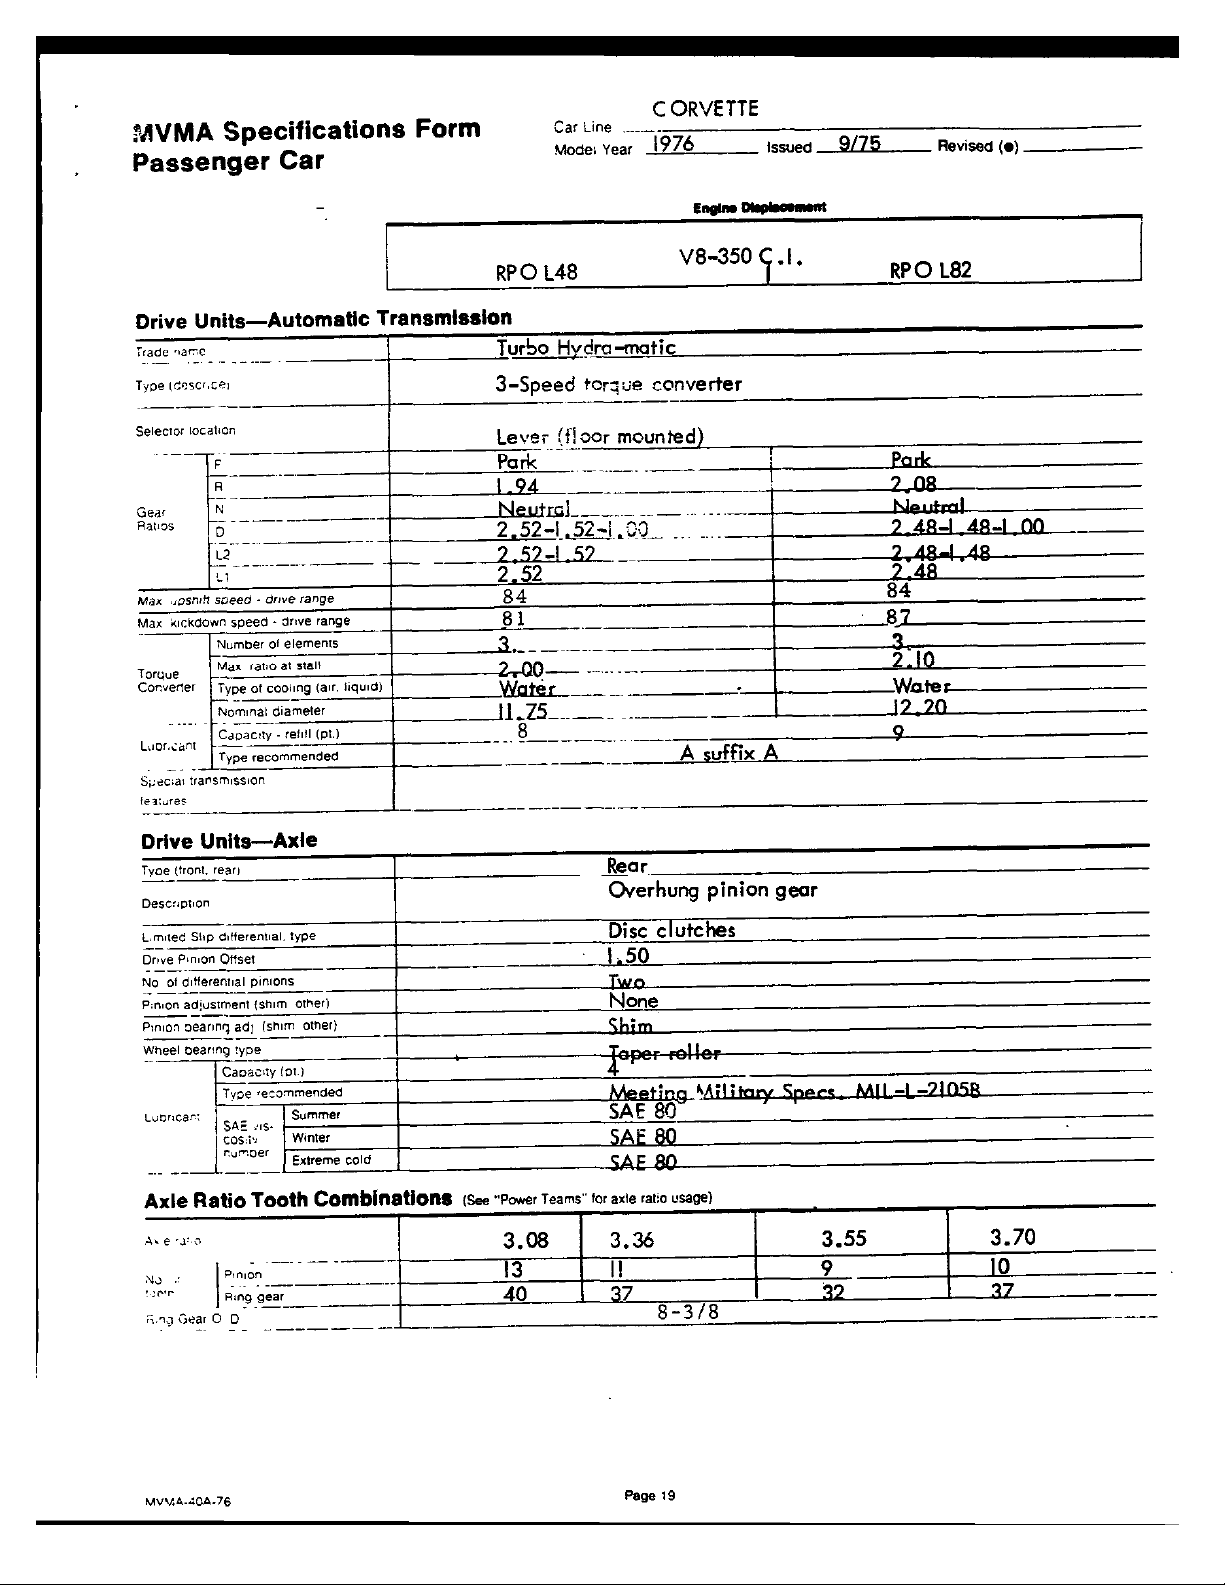 CORVETTE
MVMA Specifications Form Car Line
Passenger Car Model Year 1976 Issued 9/75 Revised (●)
Engine Displacement
V8-350 C.I.
RPO L48 RPO L82
Drive Units—Automatic Transmission
Trade name Turbo Hydra-matic
Type (describe) 3-Speed torque converter
Selector location Lever (floor mounted)
P Park Park
R 1.94 2.08
Gear Ratios N Neutral Neutral
D 2.52-1.52-1.00 2.48-1.48-1.00
L2 2.52-1.52 2.48-1.48
L1 2.52 2.48
Max upshift speed - drive range 84 84
Max kickdown speed - drive range 81 87
Number of elements 3 3
Torque Converter Max ratio at stall 2.00 2.10
Type of cooling (air, liquid) Water Water
Nominal diameter 11.75 12.20
Lubricant Capacity - refill (pt.) 8 9
Type recommended A suffix A
Special transmission
features
Drive Units—Axle
Type (front, rear) Rear
Description Overhung pinion gear
Limited Slip differential, type Disc clutches
Drive Pinion Offset 1.50
No of differential pinions Two
Pinion adjustment (shim other) None
Pinion bearing adj (shim other) Shim
Wheel bearing type Taper roller
Capacity (pt.) 4
Type recommended Meeting Military Specs. MIL-L-2105B
Lubricant SAE vis-cosity number Summer SAE 80
Winter SAE 80
Extreme cold SAE 80
Axle Ratio Tooth Combinations (See "Power Teams" for axle ratio usage)
Axle ratio 3.08 3.36 3.55 3.70
No of teeth Pinion 13 11 9 10
Ring gear 40 37 32 37
Ring Gear O D 8-3/8
MVMA-40A-76 Page 19